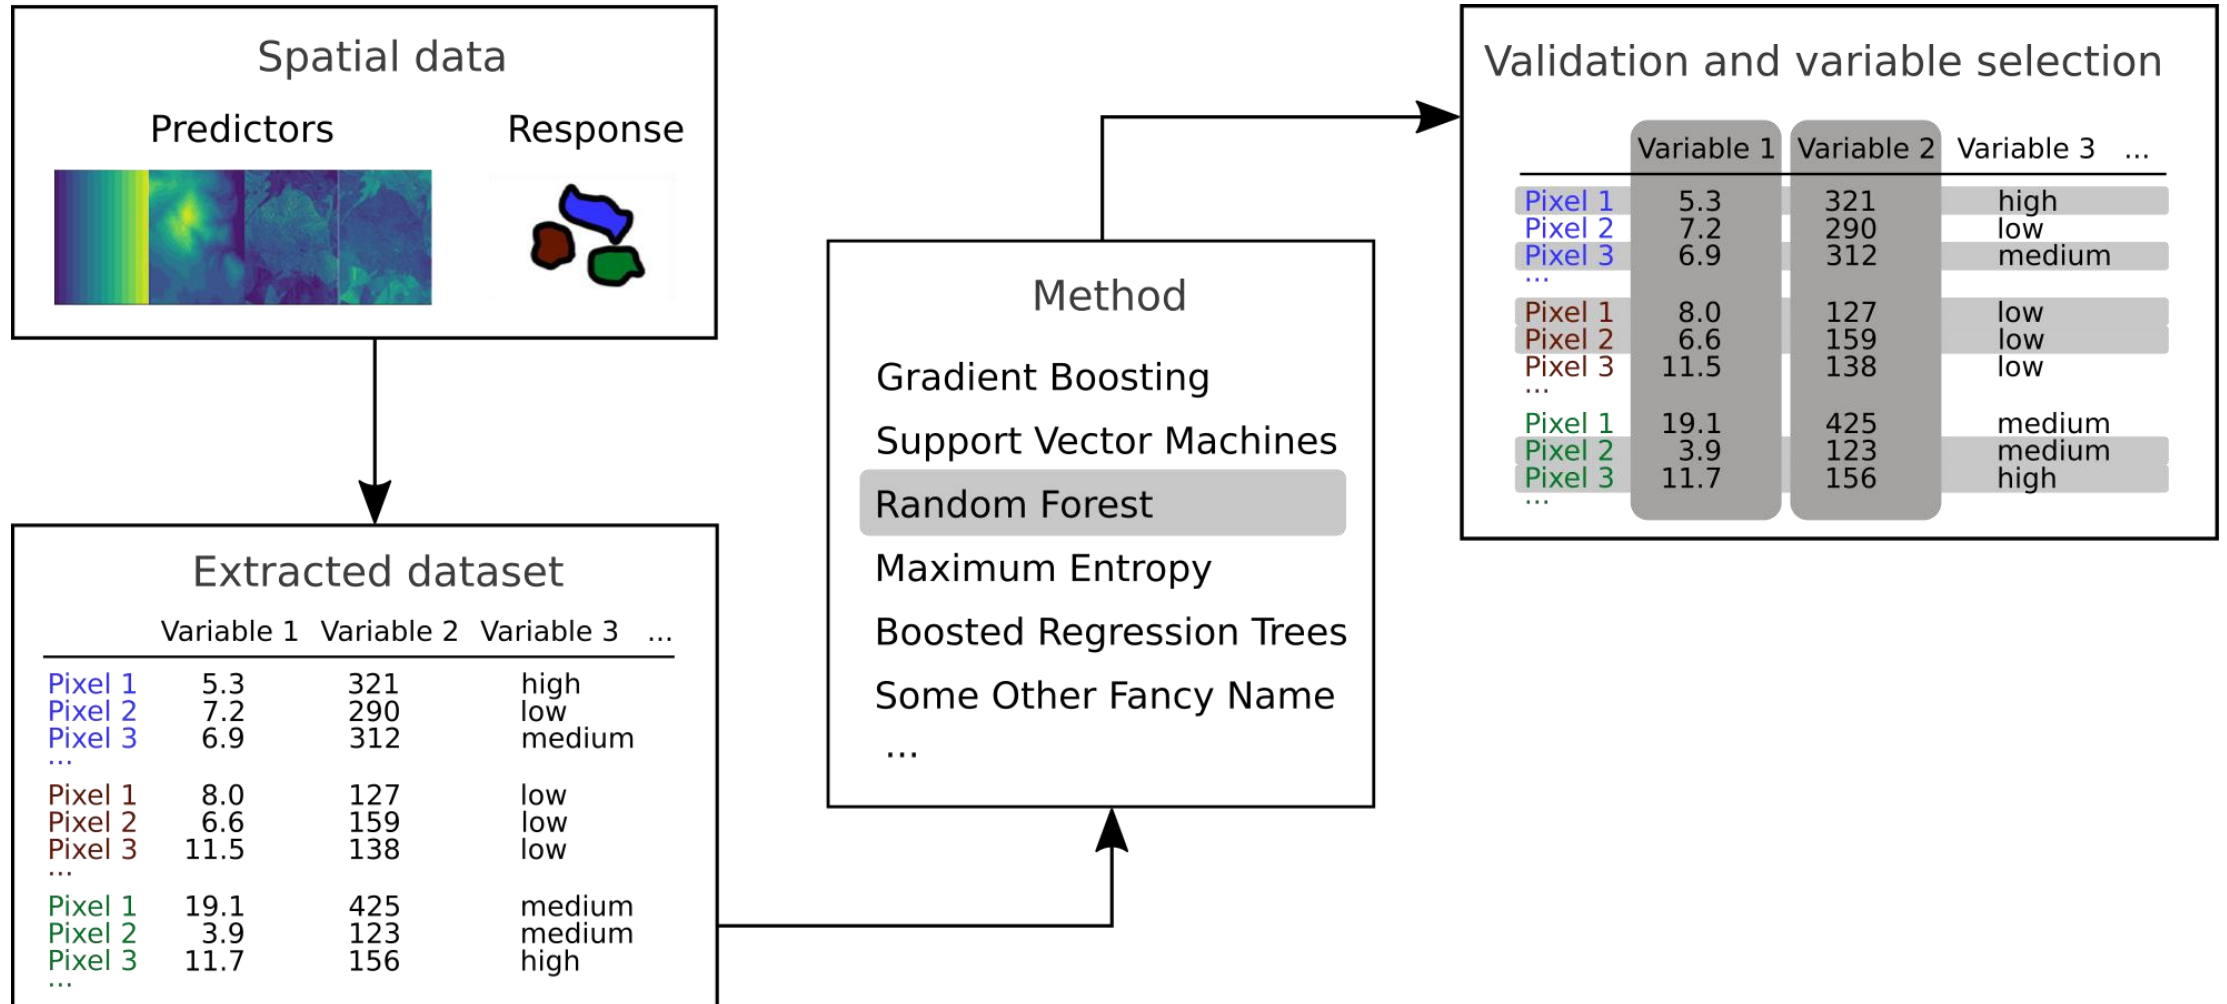 Spatial data
Predictors Response
Extracted dataset
Variable 1 Variable 2 Variable 3 ...
Pixel 1 5.3 321 high
Pixel 2 7.2 290 low
Pixel 3 6.9 312 medium
...
Pixel 1 8.0 127 low
Pixel 2 6.6 159 low
Pixel 3 11.5 138 low
...
Pixel 1 19.1 425 medium
Pixel 2 3.9 123 medium
Pixel 3 11.7 156 high
...
Method
Gradient Boosting
Support Vector Machines
Random Forest
Maximum Entropy
Boosted Regression Trees
Some Other Fancy Name
...
Validation and variable selection
Variable 1 Variable 2 Variable 3 ...
Pixel 1 5.3 321 high
Pixel 2 7.2 290 low
Pixel 3 6.9 312 medium
...
Pixel 1 8.0 127 low
Pixel 2 6.6 159 low
Pixel 3 11.5 138 low
...
Pixel 1 19.1 425 medium
Pixel 2 3.9 123 medium
Pixel 3 11.7 156 high
...